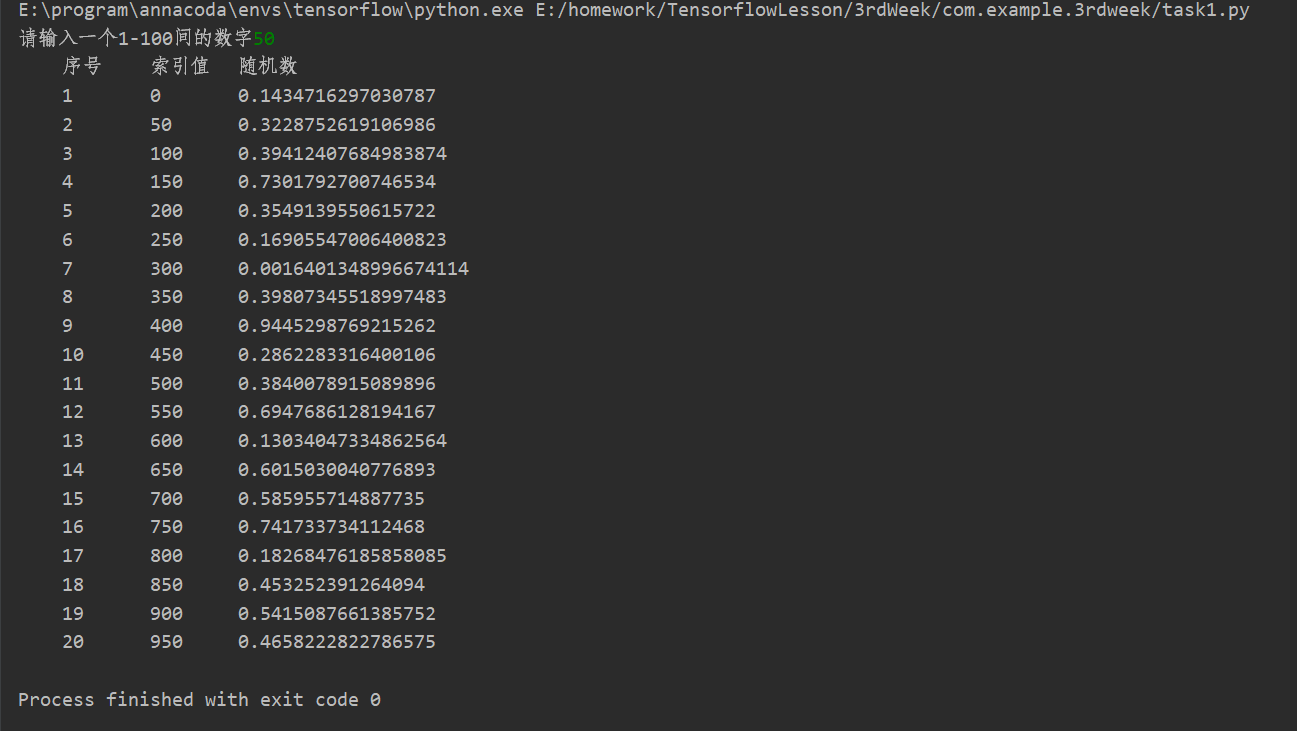 E:\program\annacoda\envs\tensorflow\python.exe E:/homework/TensorflowLesson/3rdWeek/com.example.3rdweek/task1.py
请输入一个1-100间的数字50
序号 索引值 随机数
1 0 0.1434716297030787
2 50 0.3228752619106986
3 100 0.39412407684983874
4 150 0.7301792700746534
5 200 0.3549139550615722
6 250 0.16905547006400823
7 300 0.0016401348996674114
8 350 0.39807345518997483
9 400 0.9445298769215262
10 450 0.2862283316400106
11 500 0.3840078915089896
12 550 0.6947686128194167
13 600 0.13034047334862564
14 650 0.6015030040776893
15 700 0.585955714887735
16 750 0.741733734112468
17 800 0.18268476185858085
18 850 0.453252391264094
19 900 0.5415087661385752
20 950 0.4658222822786575
Process finished with exit code 0